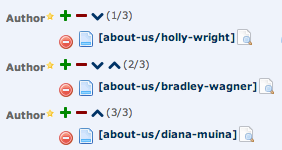 Author (1/3)
[about-us/holly-wright]
Author (2/3)
[about-us/bradley-wagner]
Author (3/3)
[about-us/diana-muina]